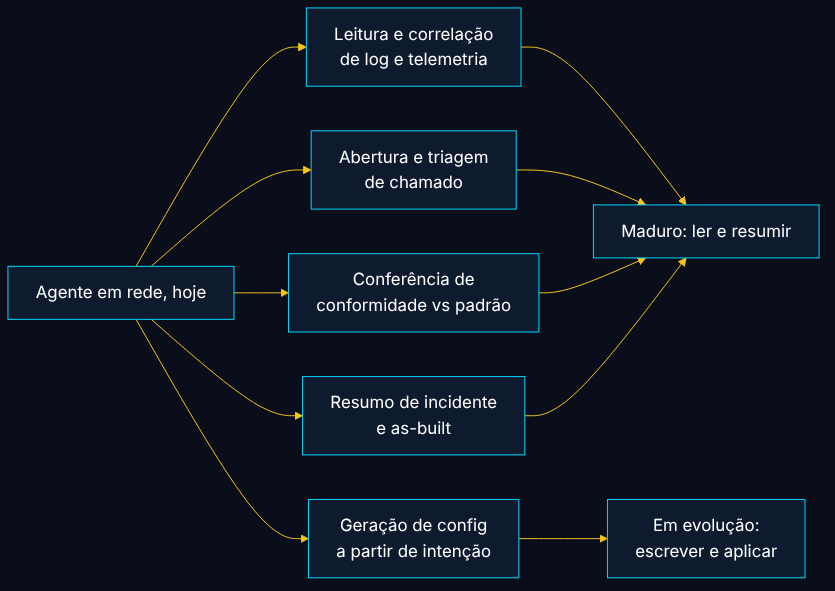 Leitura e correlação
de log e telemetria
Abertura e triagem
de chamado
Maduro: ler e resumir
Agente em rede, hoje
Conferência de
conformidade vs padrão
Resumo de incidente
e as-built
Geração de config
a partir de intenção
Em evolução:
escrever e aplicar